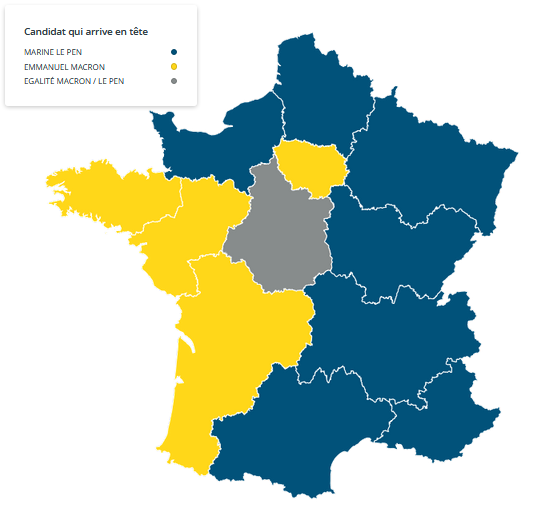 Candidat qui arrive en tête
MARINE LE PEN
EMMANUEL MACRON
EGALITÉ MACRON / LE PEN